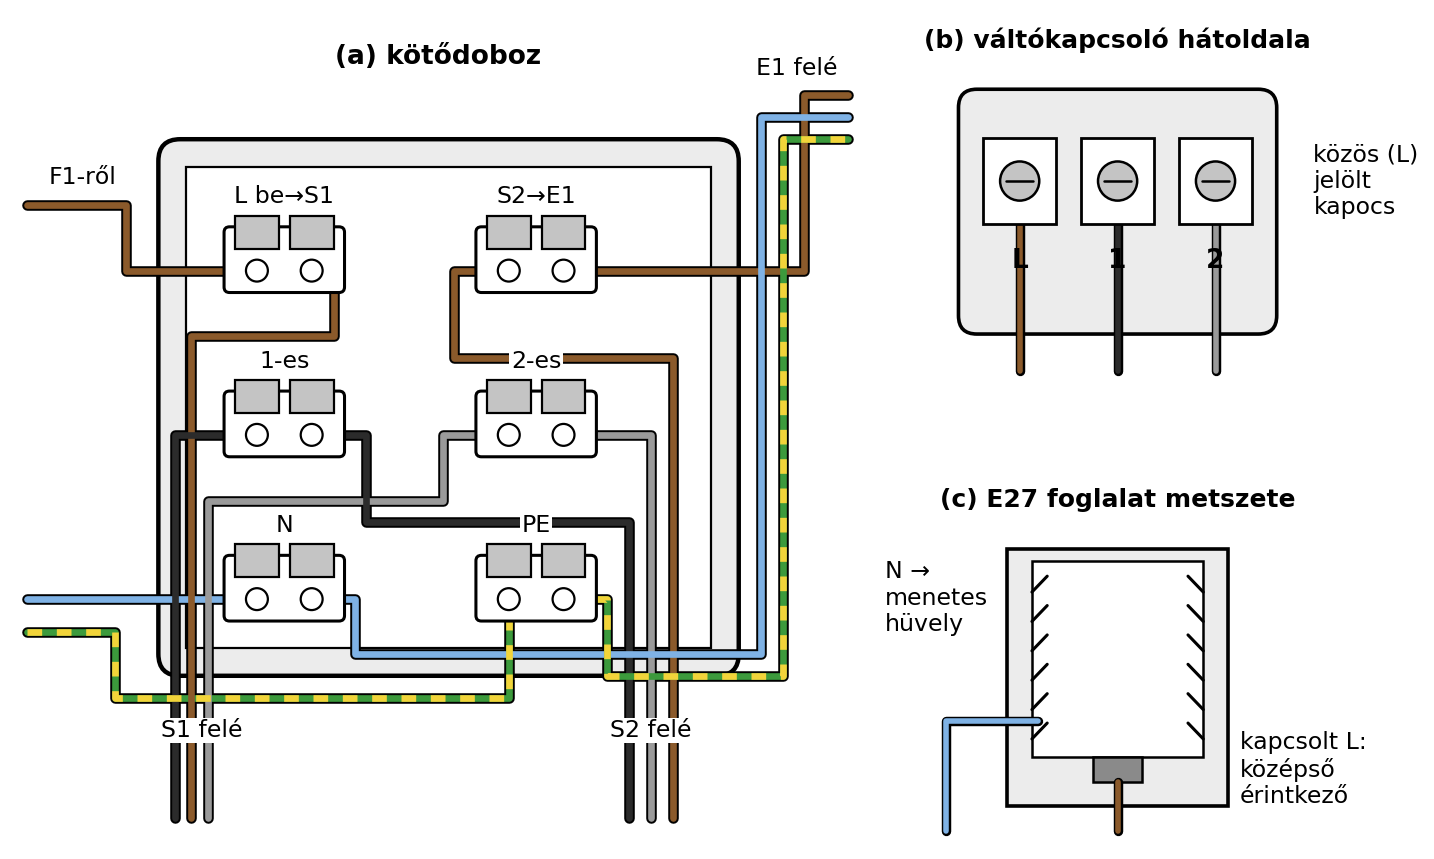 (a) kötődoboz
E1 felé
F1-ről
L be→S1
S2→E1
1-es
2-es
N
PE
S1 felé
S2 felé
(b) váltókapcsoló hátoldala
L
1
2
közös (L)
jelölt
kapocs
(c) E27 foglalat metszete
N →
menetes
hüvely
kapcsolt L:
középső
érintkező